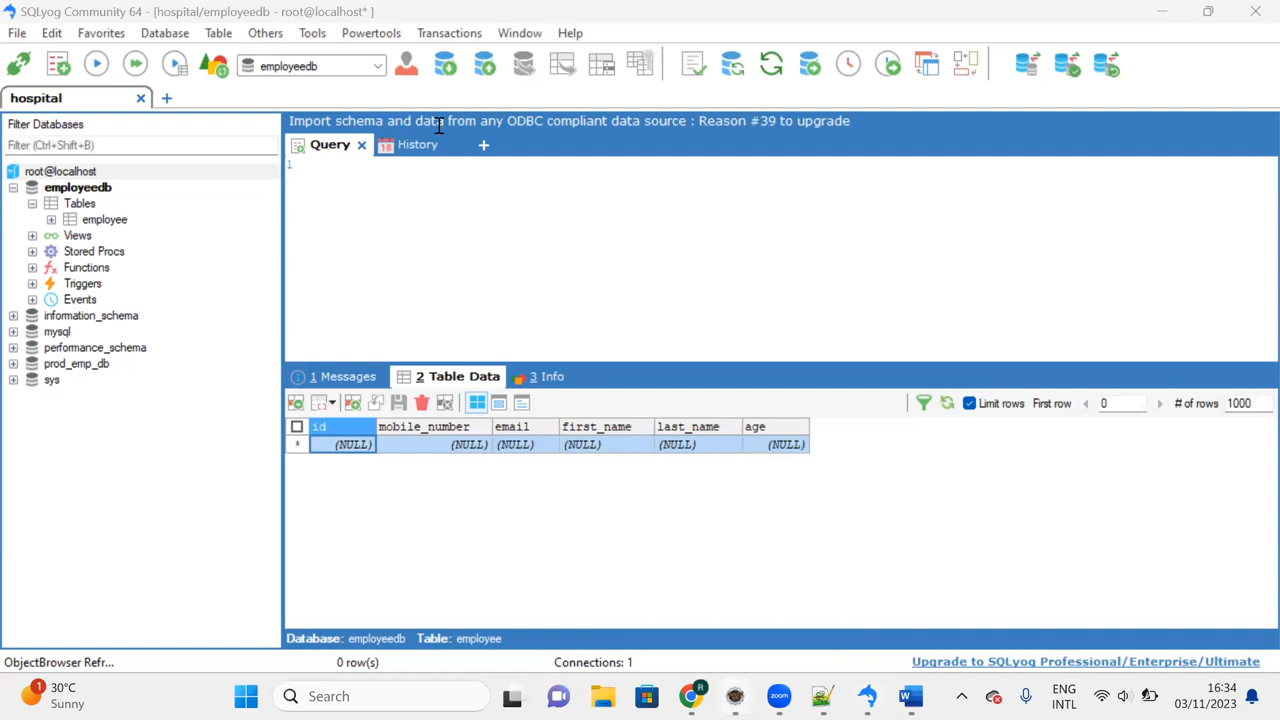 SQLyog Community 64 - [hospital/employeedb - root@localhost* ]
File Edit Favorites Database Table Others Tools Powertools Transactions Window Help
employeedb
hospital
Filter Databases
Filter (Ctrl+Shift+B)
root@localhost
employeedb
Tables
employee
Views
Stored Procs
Functions
Triggers
Events
information_schema
mysql
performance_schema
prod_emp_db
sys
Import schema and data from any ODBC compliant data source : Reason #39 to upgrade
Query 18 History
1
1 Messages 2 Table Data 3 Info
Limit rows First row 0 # of rows 1000
id mobile_number email first_name last_name age
* (NULL) (NULL) (NULL) (NULL) (NULL) (NULL)
Database: employeedb Table: employee
ObjectBrowser Refr... 0 row(s) Connections: 1 Upgrade to SQLyog Professional/Enterprise/Ultimate
1 30°C
Sunny
Search
R
ENG
INTL
16:34
03/11/2023